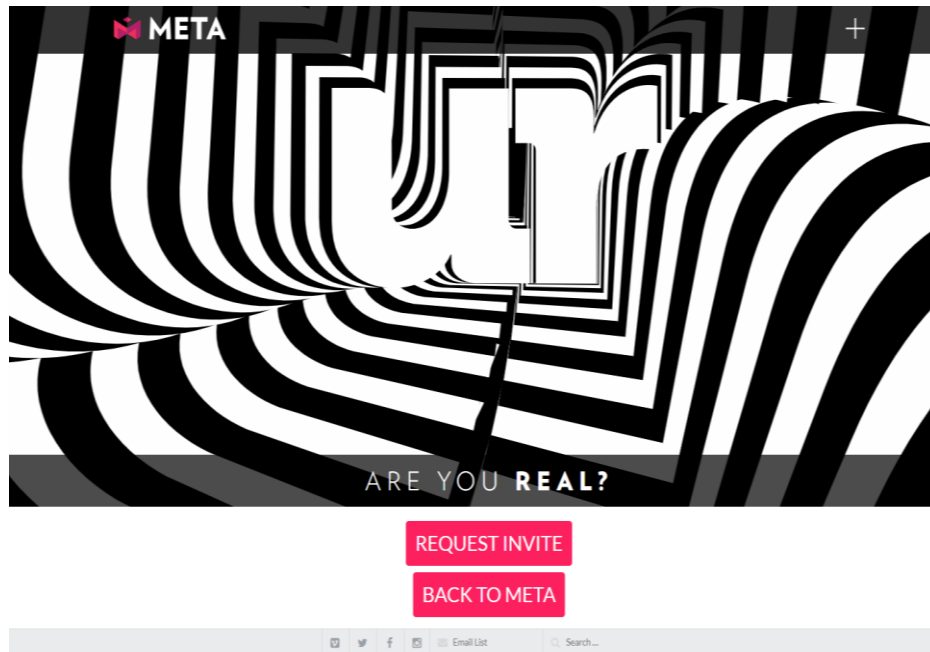 META
ur
ARE YOU REAL?
REQUEST INVITE
BACK TO META
Email List
Search ...